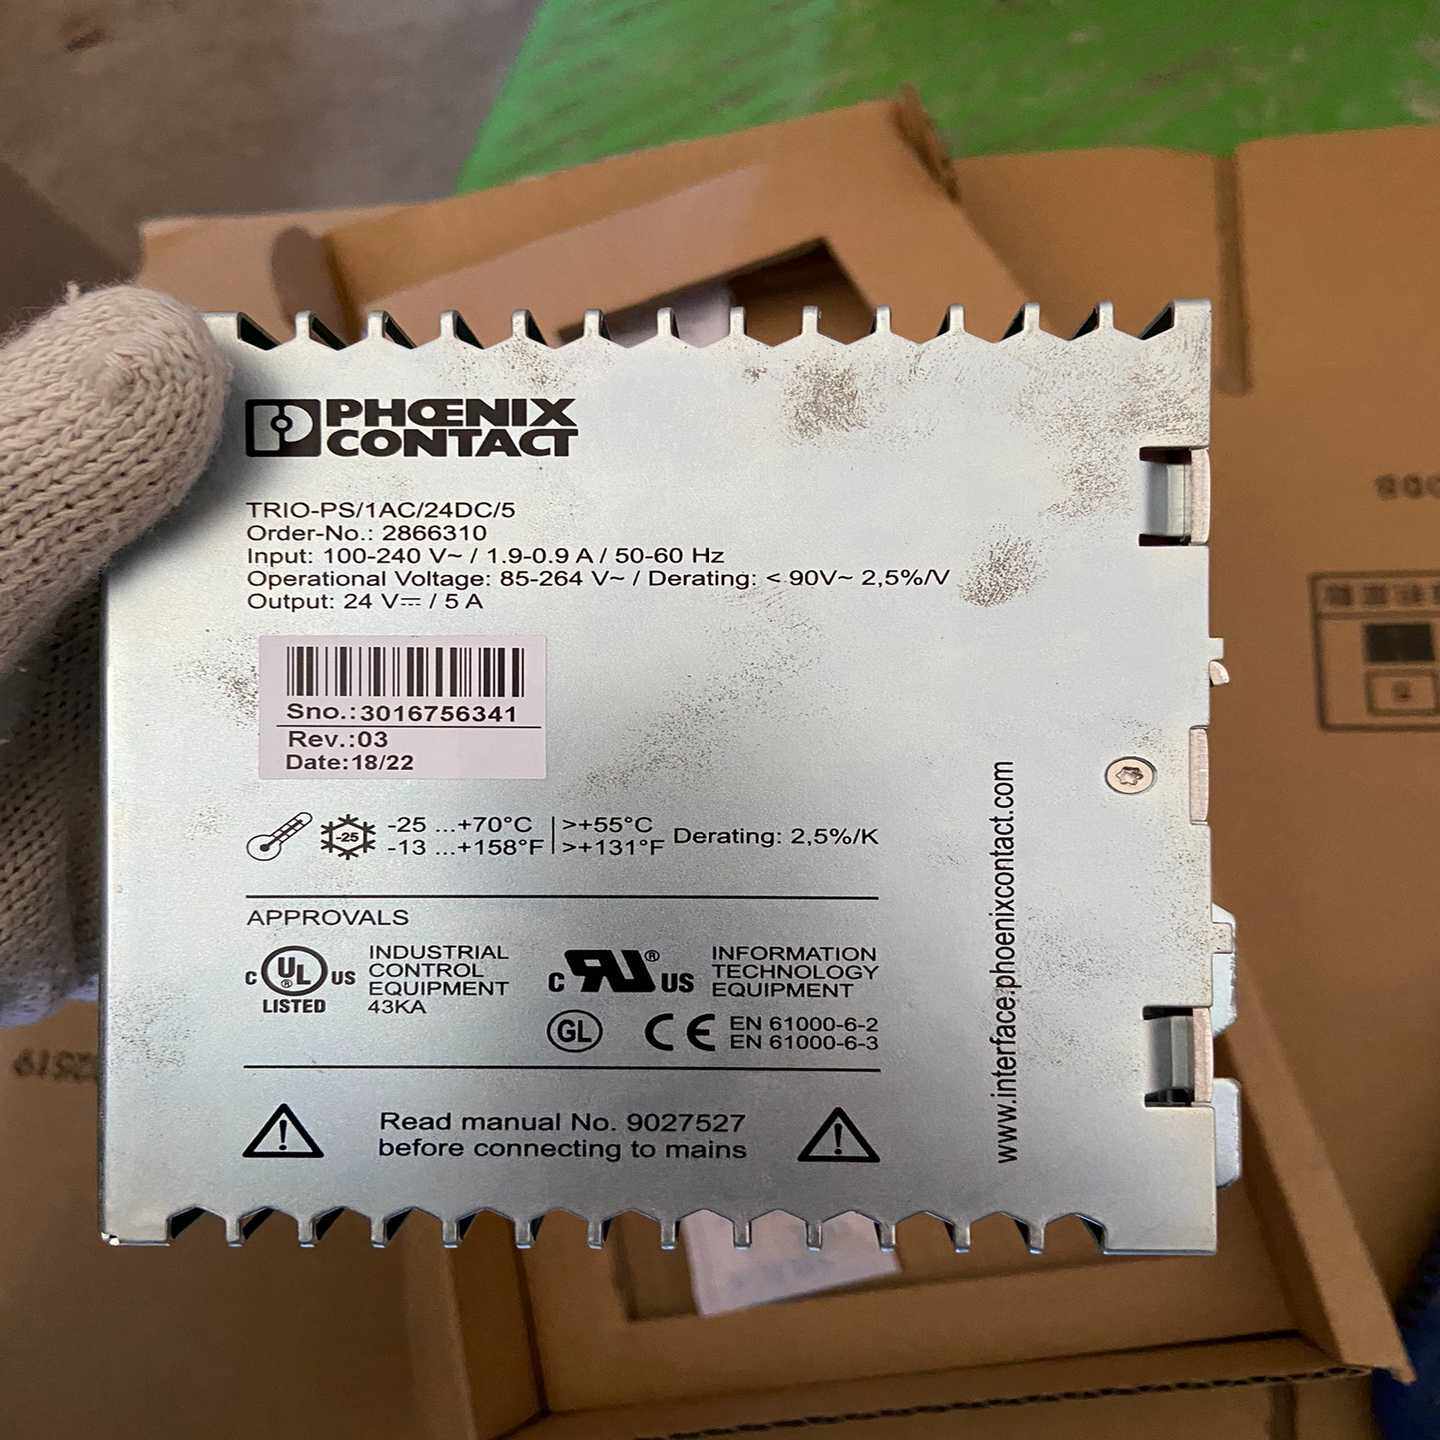 PHŒNIX
CONTACT
TRIO-PS/1AC/24DC/5
Order-No.: 2866310
Input: 100-240 V~ / 1.9-0.9 A / 50-60 Hz
Operational Voltage: 85-264 V~ / Derating: < 90V~ 2,5%/V
Output: 24 V⎓ / 5 A
Sno.:3016756341
Rev.:03
Date:18/22
-25
-25 ...+70°C | >+55°C
-13 ...+158°F | >+131°F
Derating: 2,5%/K
APPROVALS
C UL ® US
LISTED
INDUSTRIAL
CONTROL
EQUIPMENT
43KA
C RU ® US
INFORMATION
TECHNOLOGY
EQUIPMENT
GL
CE
EN 61000-6-2
EN 61000-6-3
Read manual No. 9027527
before connecting to mains
www.interface.phoenixcontact.com